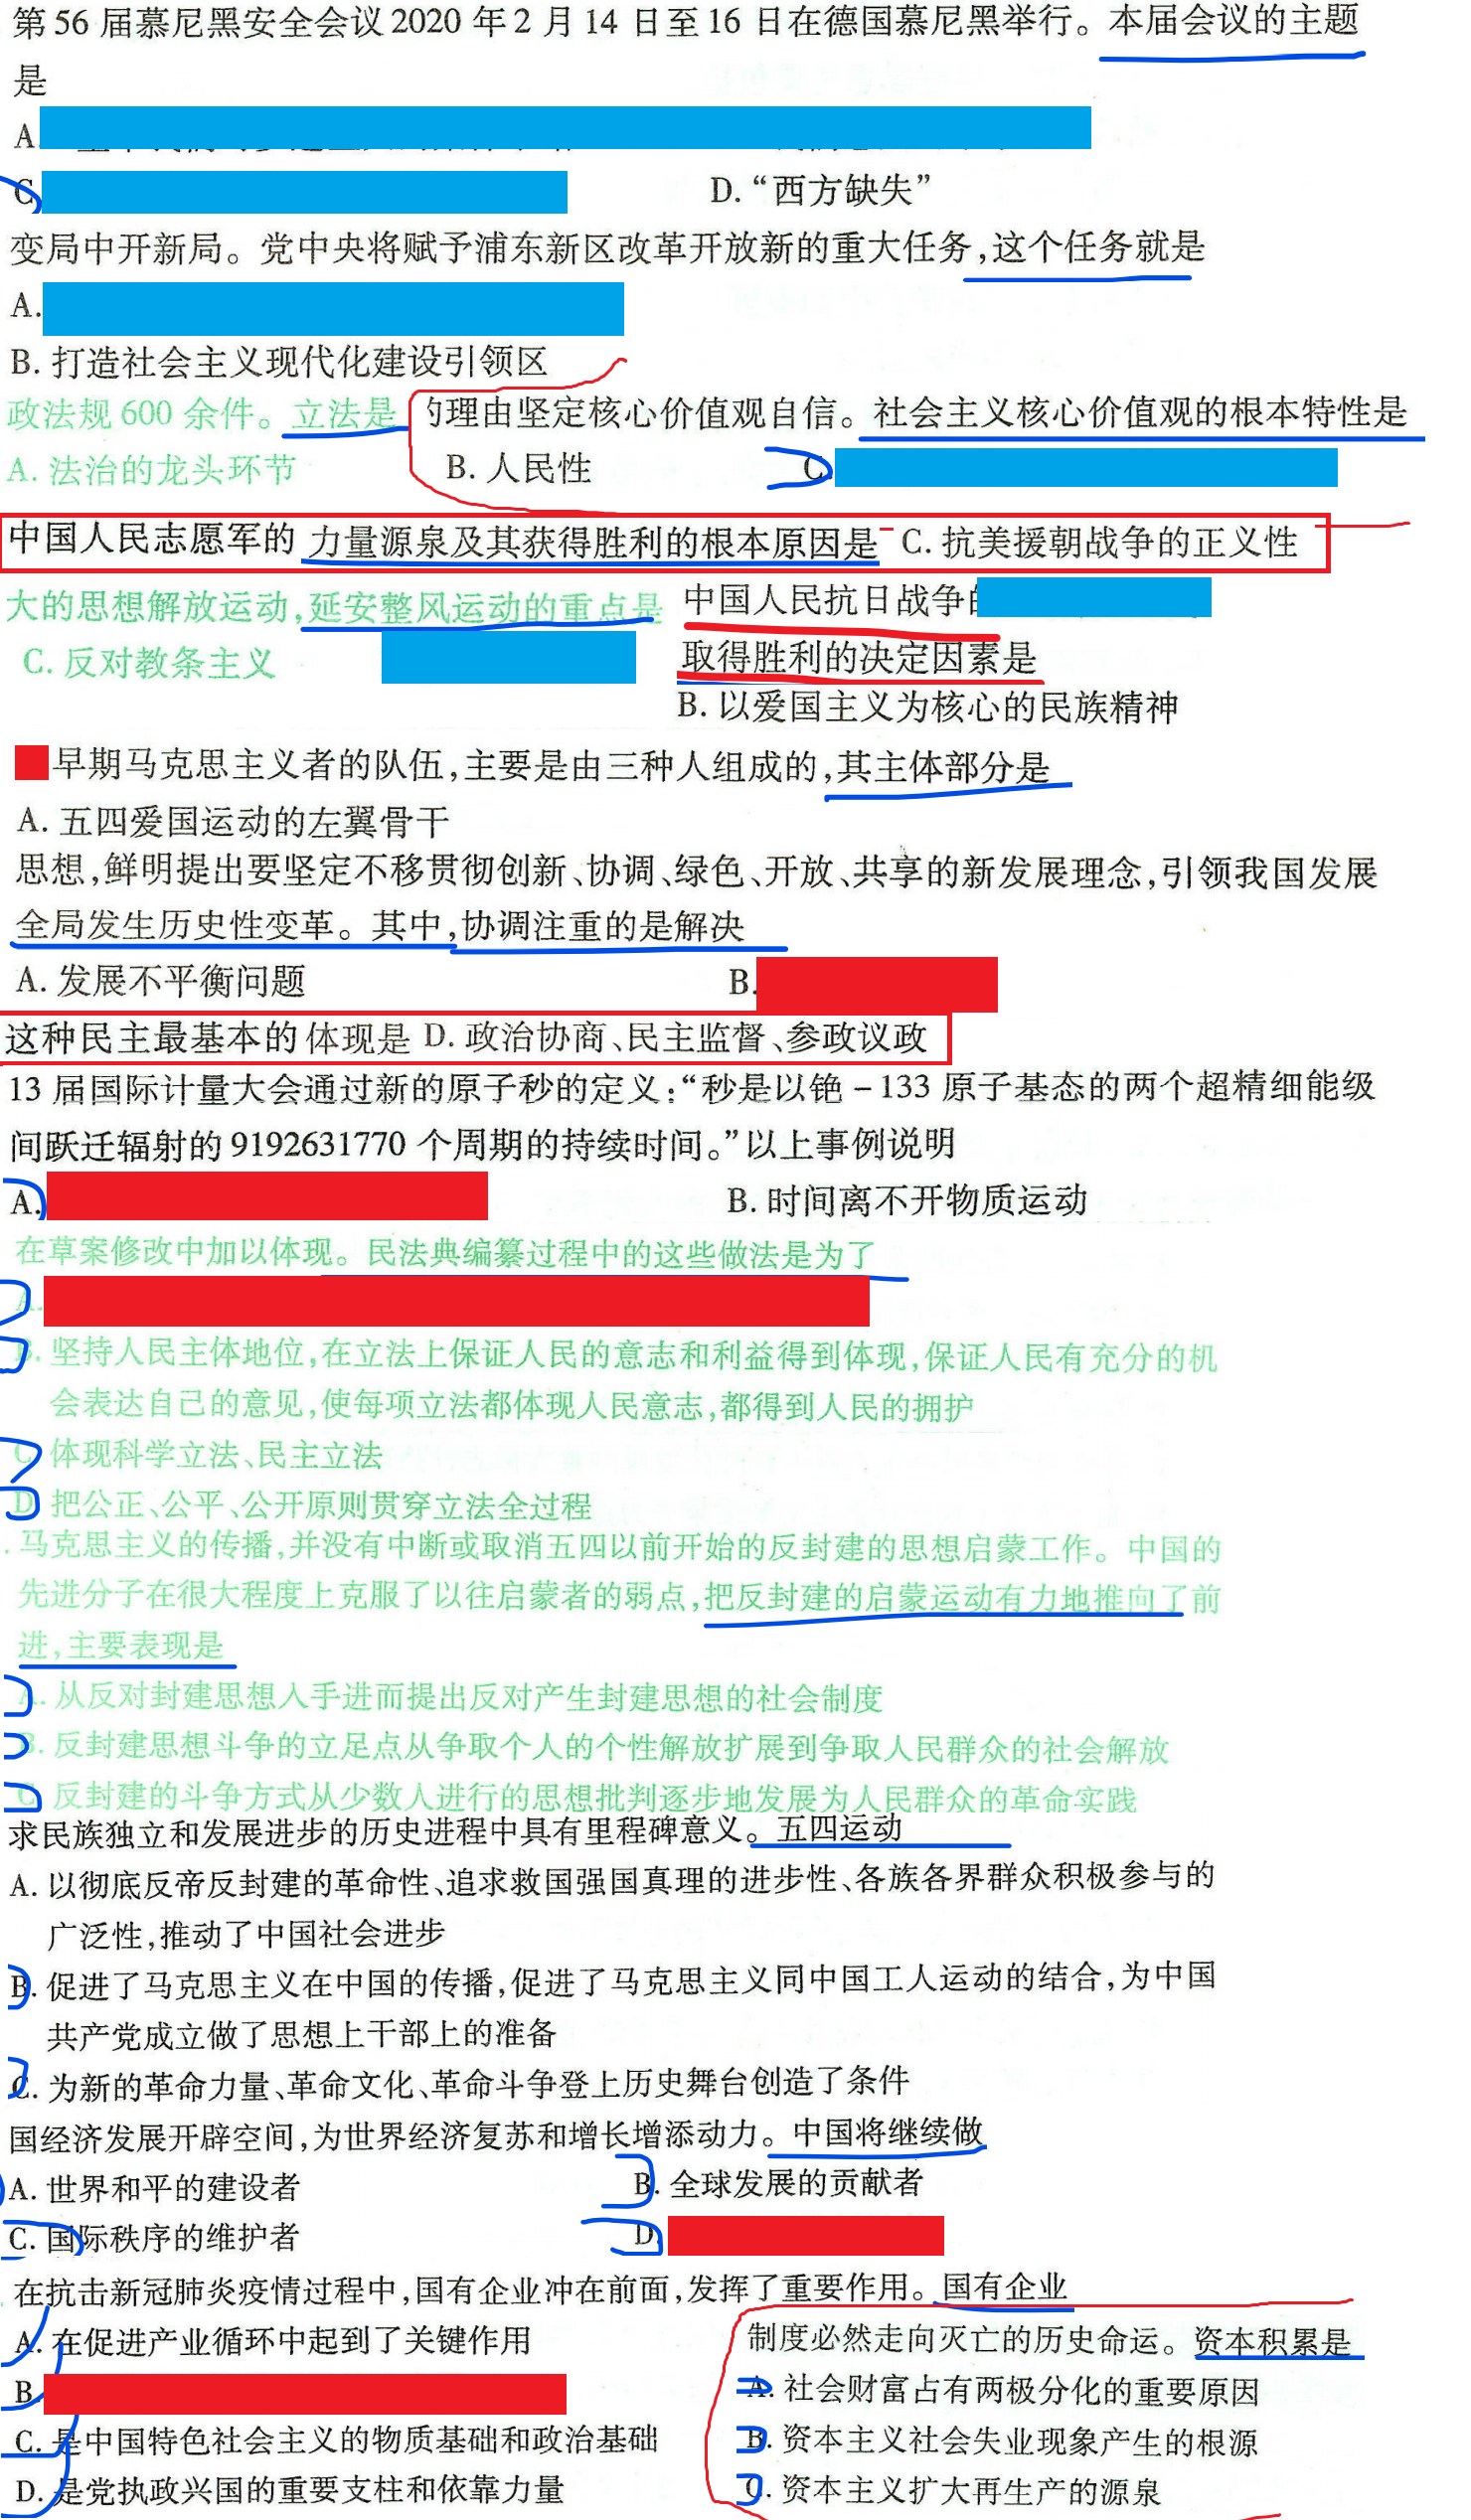 第56届慕尼黑安全会议2020年2月14日至16日在德国慕尼黑举行。本届会议的主题
是
A.
C.
D.“西方缺失”
变局中开新局。党中央将赋予浦东新区改革开放新的重大任务,这个任务就是
A.
B. 打造社会主义现代化建设引领区
政法规600余件。立法是
的理由坚定核心价值观自信。社会主义核心价值观的根本特性是
A. 法治的龙头环节
B. 人民性 C.
中国人民志愿军的 力量源泉及其获得胜利的根本原因是 C. 抗美援朝战争的正义性
大的思想解放运动,延安整风运动的重点是
C. 反对教条主义
中国人民抗日战争的
取得胜利的决定因素是
B. 以爱国主义为核心的民族精神
早期马克思主义者的队伍,主要是由三种人组成的,其主体部分是
A. 五四爱国运动的左翼骨干
思想,鲜明提出要坚定不移贯彻创新、协调、绿色、开放、共享的新发展理念,引领我国发展
全局发生历史性变革。其中,协调注重的是解决
A. 发展不平衡问题 B.
这种民主最基本的 体现是 D. 政治协商、民主监督、参政议政
13届国际计量大会通过新的原子秒的定义:“秒是以铯-133原子基态的两个超精细能级
间跃迁辐射的9192631770个周期的持续时间。”以上事例说明
A. B. 时间离不开物质运动
在草案修改中加以体现。民法典编纂过程中的这些做法是为了
A.
B. 坚持人民主体地位,在立法上保证人民的意志和利益得到体现,保证人民有充分的机
会表达自己的意见,使每项立法都体现人民意志,都得到人民的拥护
C. 体现科学立法、民主立法
D. 把公正、公平、公开原则贯穿立法全过程
. 马克思主义的传播,并没有中断或取消五四以前开始的反封建的思想启蒙工作。中国的
先进分子在很大程度上克服了以往启蒙者的弱点,把反封建的启蒙运动有力地推向了前
进,主要表现是
A. 从反对封建思想入手进而提出反对产生封建思想的社会制度
B. 反封建思想斗争的立足点从争取个人的个性解放扩展到争取人民群众的社会解放
C. 反封建的斗争方式从少数人进行的思想批判逐步地发展为人民群众的革命实践
求民族独立和发展进步的历史进程中具有里程碑意义。五四运动
A. 以彻底反帝反封建的革命性、追求救国强国真理的进步性、各族各界群众积极参与的
广泛性,推动了中国社会进步
B. 促进了马克思主义在中国的传播,促进了马克思主义同中国工人运动的结合,为中国
共产党成立做了思想上干部上的准备
C. 为新的革命力量、革命文化、革命斗争登上历史舞台创造了条件
国经济发展开辟空间,为世界经济复苏和增长增添动力。中国将继续做
A. 世界和平的建设者 B. 全球发展的贡献者
C. 国际秩序的维护者 D.
在抗击新冠肺炎疫情过程中,国有企业冲在前面,发挥了重要作用。国有企业
A. 在促进产业循环中起到了关键作用
B.
C. 是中国特色社会主义的物质基础和政治基础
D. 是党执政兴国的重要支柱和依靠力量
制度必然走向灭亡的历史命运。资本积累是
A. 社会财富占有两极分化的重要原因
B. 资本主义社会失业现象产生的根源
C. 资本主义扩大再生产的源泉